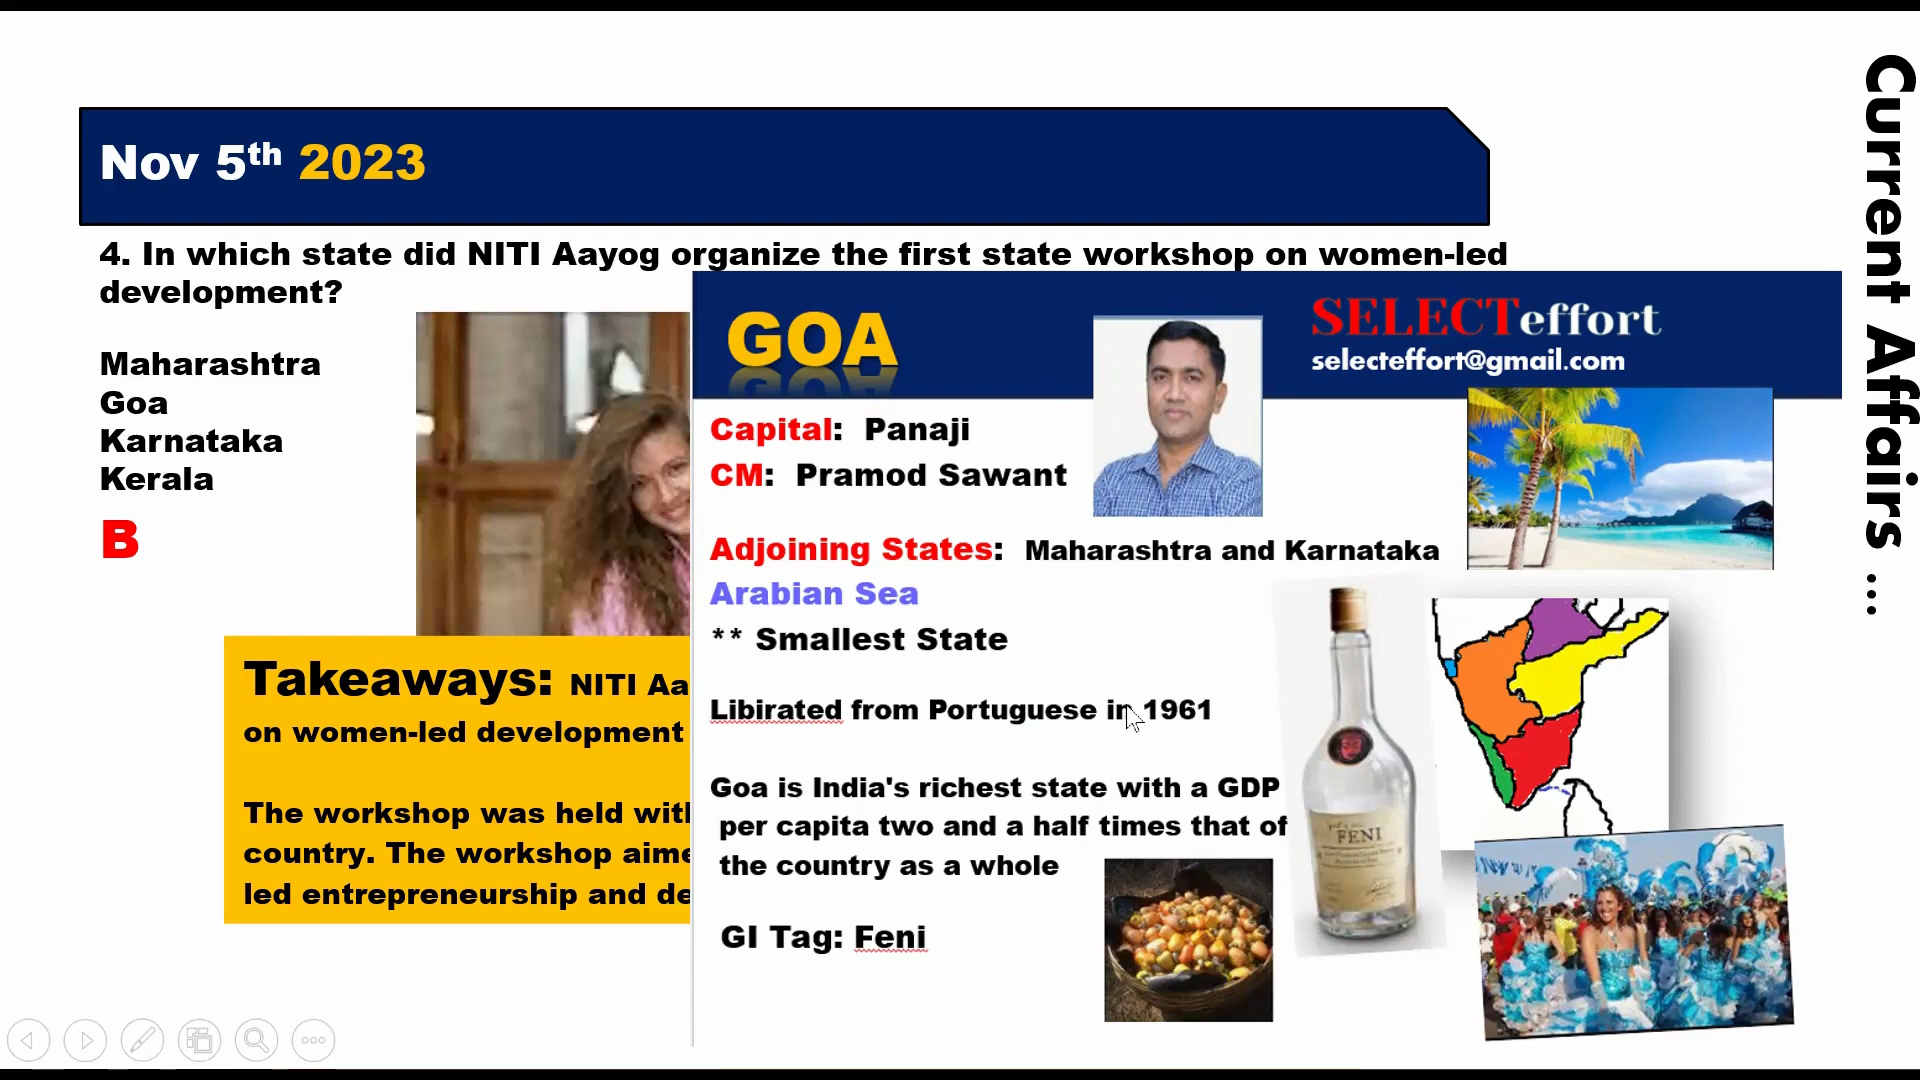 Nov 5th 2023
4. In which state did NITI Aayog organize the first state workshop on women-led
development?
Maharashtra
Goa
Karnataka
Kerala
B
Takeaways: NITI Aa
on women-led development
The workshop was held with
country. The workshop aime
led entrepreneurship and de
GOA
SELECTeffort
selecteffort@gmail.com
Capital: Panaji
CM: Pramod Sawant
Adjoining States: Maharashtra and Karnataka
Arabian Sea
** Smallest State
Libirated from Portuguese in 1961
Goa is India's richest state with a GDP
per capita two and a half times that of
the country as a whole
GI Tag: Feni
FENI
Current Affairs ...